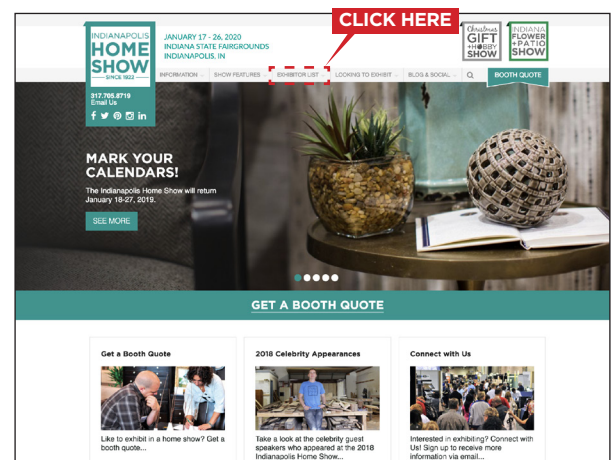 CLICK HERE
INDIANAPOLIS
HOME
SHOW
SINCE 1922
JANUARY 17 - 26, 2020
INDIANA STATE FAIRGROUNDS
INDIANAPOLIS, IN
Christmas
GIFT
+HOBBY
SHOW
INDIANA
FLOWER
+PATIO
SHOW
INFORMATION
SHOW FEATURES
EXHIBITOR LIST
LOOKING TO EXHIBIT
BLOG & SOCIAL
BOOTH QUOTE
317.705.8719
Email Us
MARK YOUR
CALENDARS!
The Indianapolis Home Show will return
January 18-27, 2019.
SEE MORE
GET A BOOTH QUOTE
Get a Booth Quote
Like to exhibit in a home show? Get a
booth quote...
2018 Celebrity Appearances
Take a look at the celebrity guest
speakers who appeared at the 2018
Indianapolis Home Show...
Connect with Us
Interested in exhibiting? Connect with
Us! Sign up to receive more
information via email...